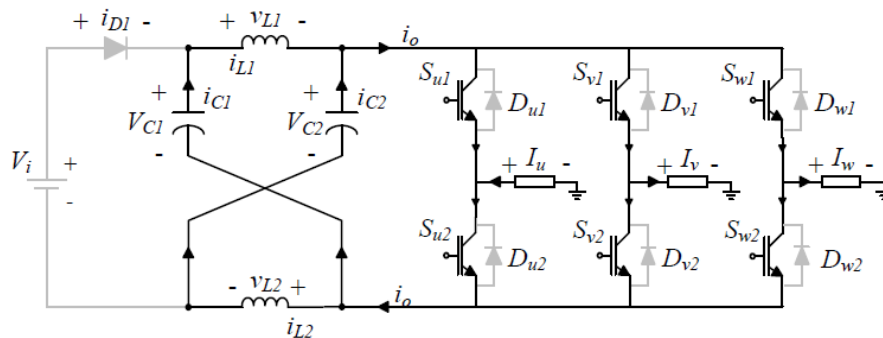 + iD1 - + vL1 - io
iL1
Su1 Sv1 Sw1
+ iC1 + iC2
VC1 VC2
Du1 Dv1 Dw1
- -
Vi + + Iu - + Iv - + Iw -
-
Su2 Sv2 Sw2
Du2 Dv2 Dw2
- vL2 + io
iL2